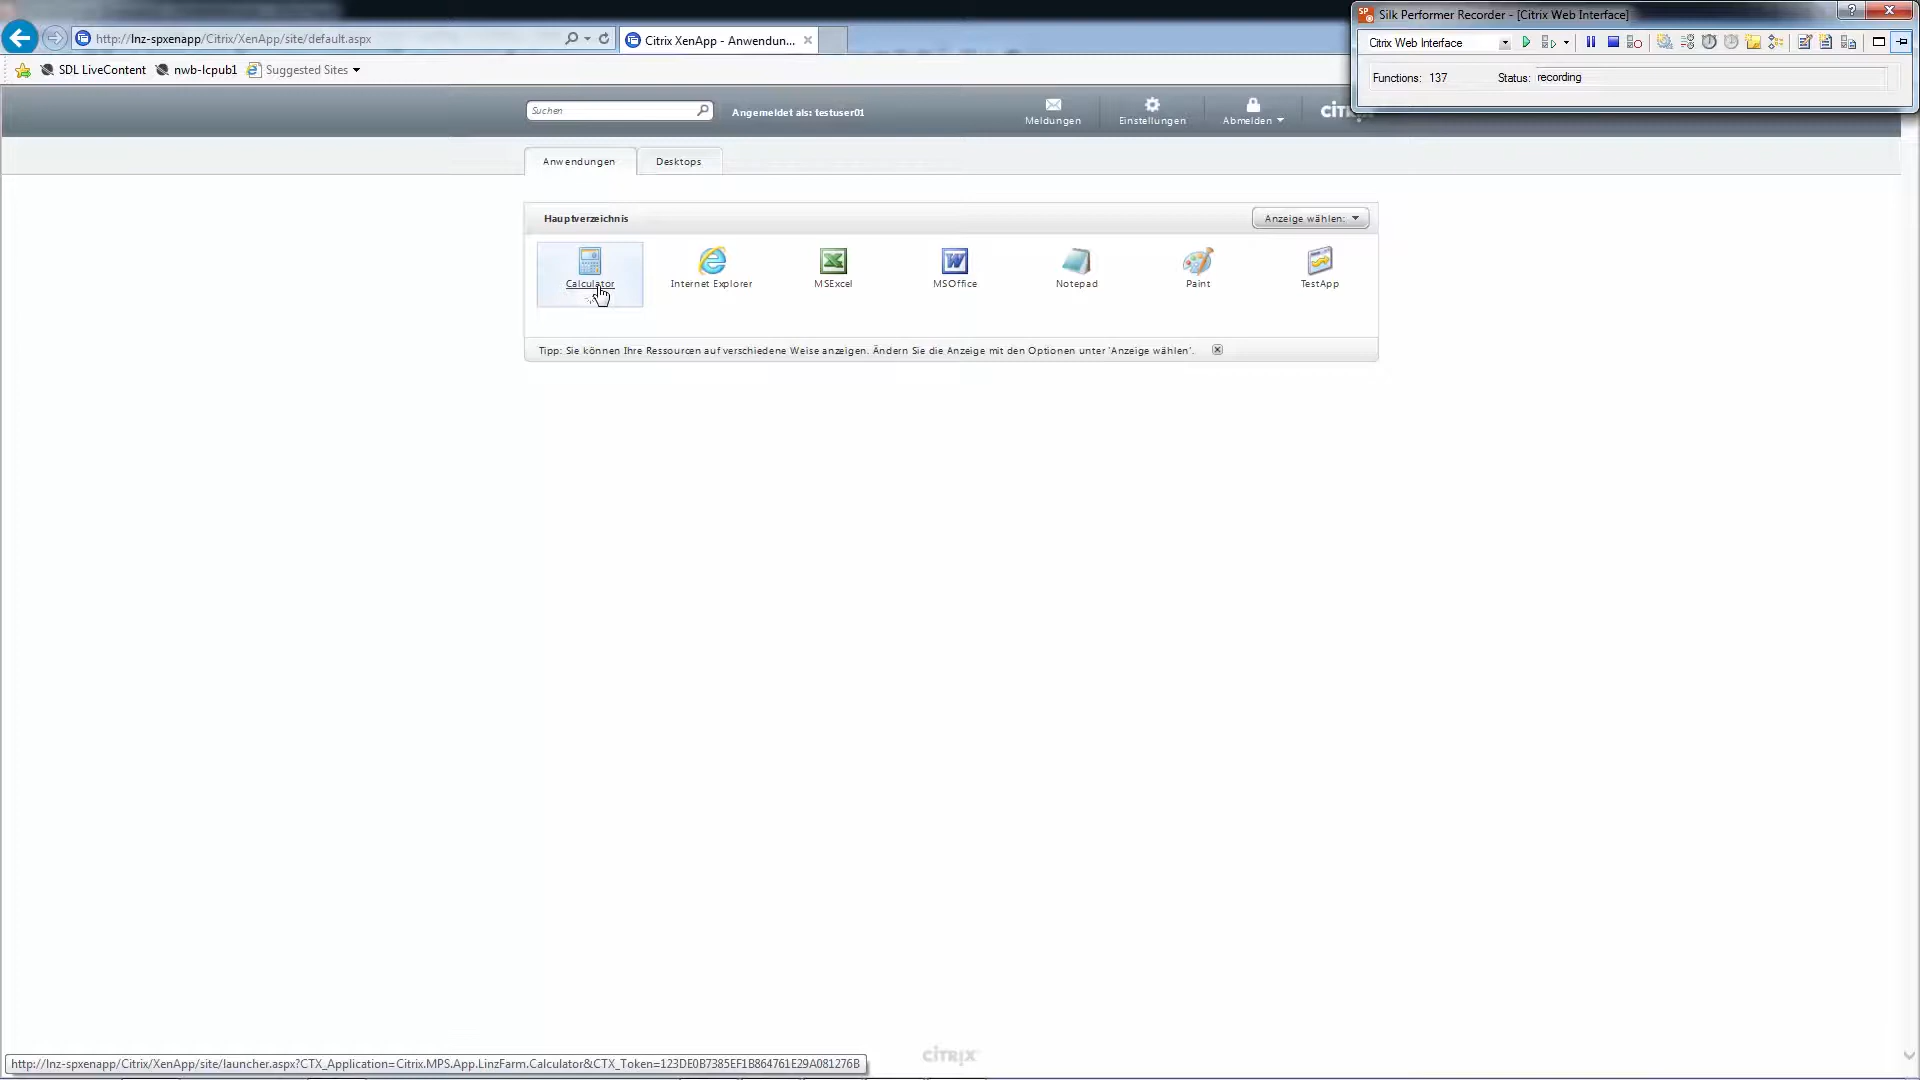 Silk Performer Recorder - [Citrix Web Interface]
http://lnz-spxenapp/Citrix/XenApp/site/default.aspx
Citrix XenApp - Anwendun...
Citrix Web Interface
SDL LiveContent
nwb-lcpub1
Suggested Sites
Functions: 137
Status: recording
Suchen
Angemeldet als: testuser01
Meldungen
Einstellungen
Abmelden
Anwendungen
Desktops
Hauptverzeichnis
Anzeige wählen:
Calculator
Internet Explorer
MSExcel
MSOffice
Notepad
Paint
TestApp
Tipp: Sie können Ihre Ressourcen auf verschiedene Weise anzeigen. Ändern Sie die Anzeige mit den Optionen unter 'Anzeige wählen'.
CITRIX
http://lnz-spxenapp/Citrix/XenApp/site/launcher.aspx?CTX_Application=Citrix.MPS.App.LinzFarm.Calculator&CTX_Token=123DE0B7385EF1B864761E29A081276B